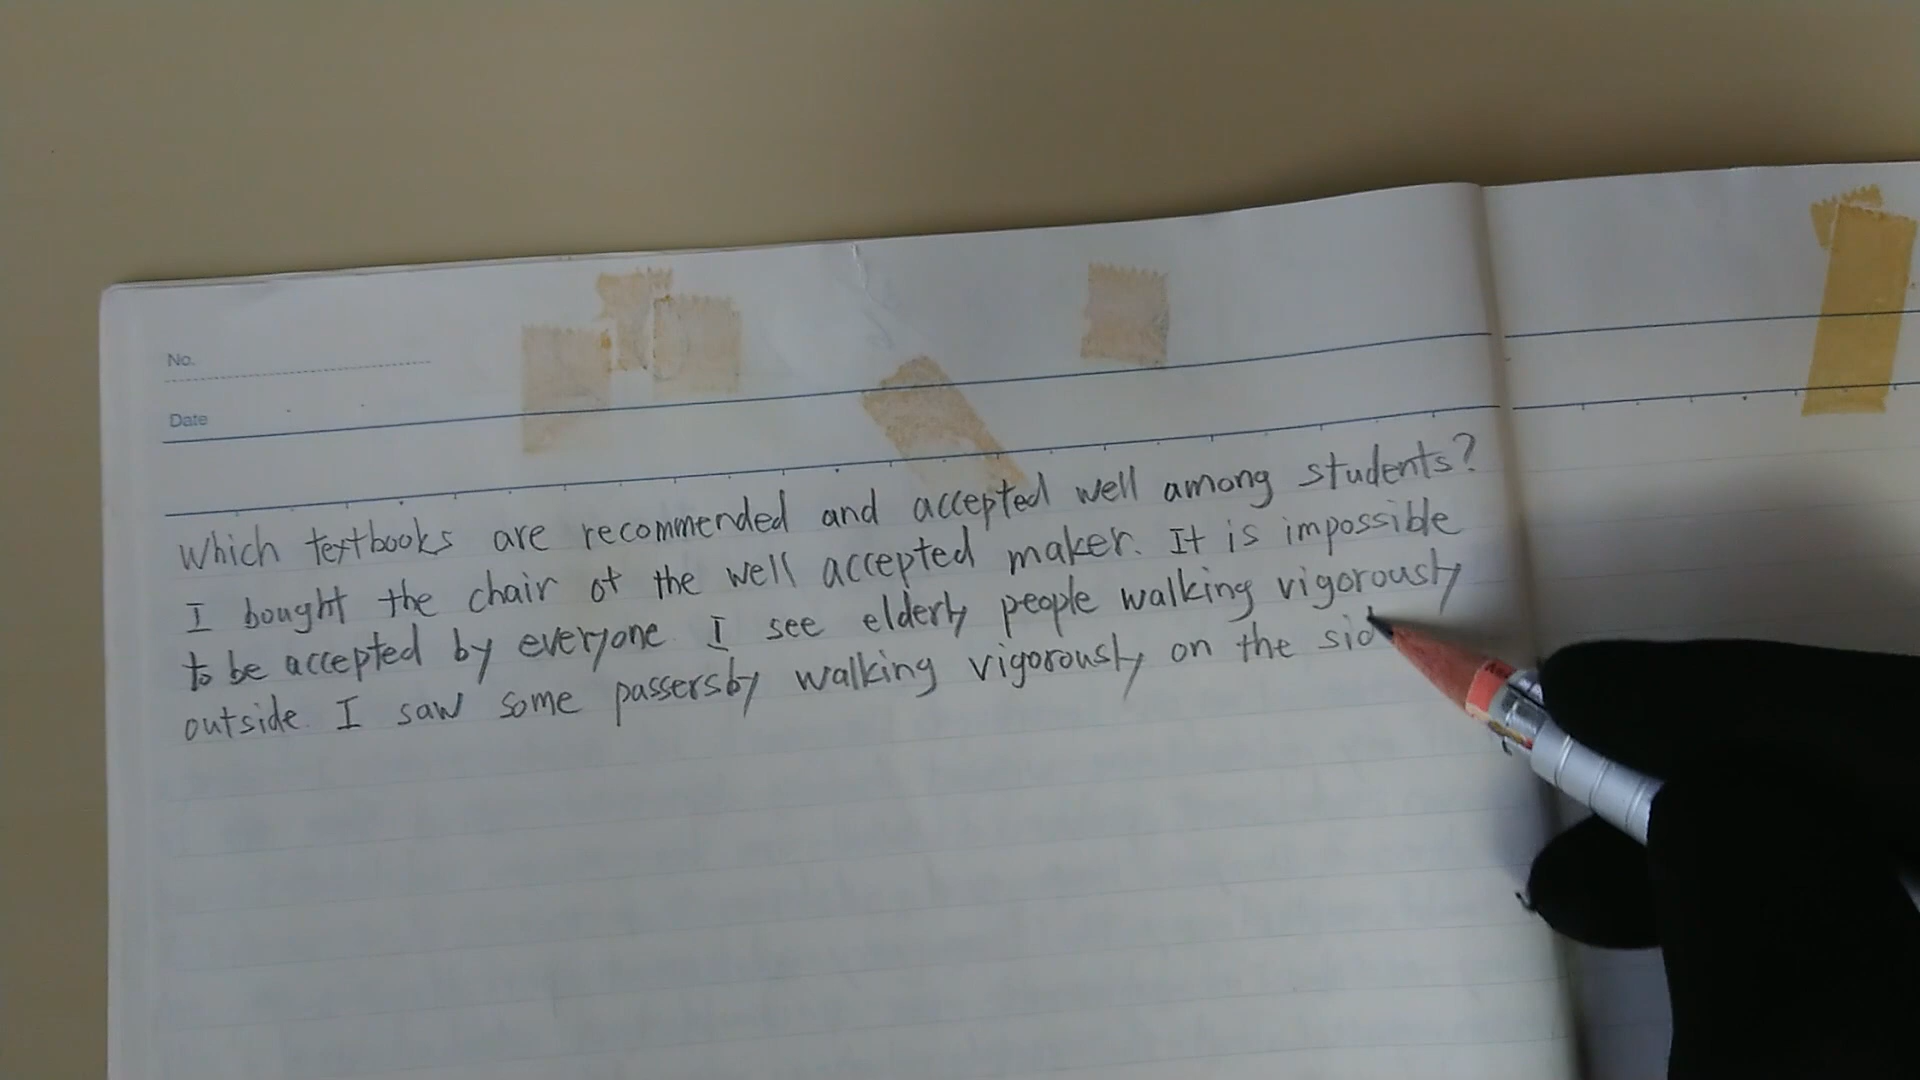 No.
Date
Which textbooks are recommended and accepted well among students?
I bought the chair of the well accepted maker. It is impossible
to be accepted by everyone. I see elderly people walking vigorously
outside. I saw some passersby walking vigorously on the sid